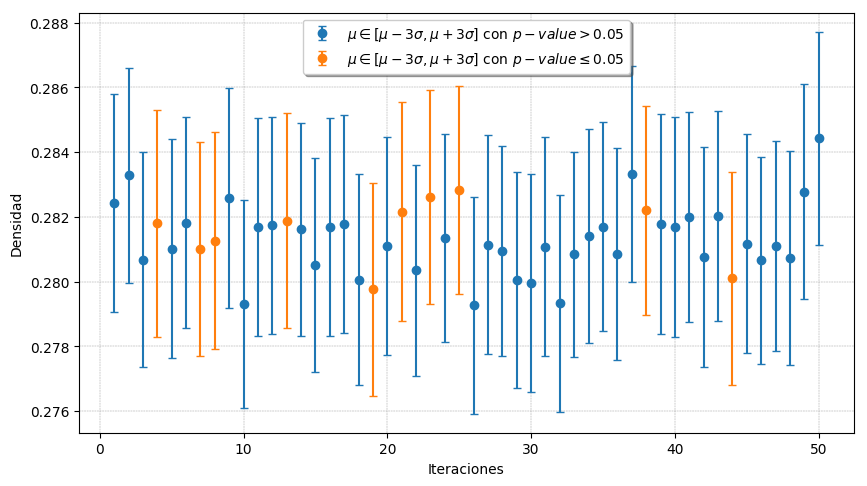 μ ∈ [μ − 3σ, μ + 3σ] con p − value > 0.05
μ ∈ [μ − 3σ, μ + 3σ] con p − value ≤ 0.05
Densidad
0.288
0.286
0.284
0.282
0.280
0.278
0.276
0 10 20 30 40 50
Iteraciones